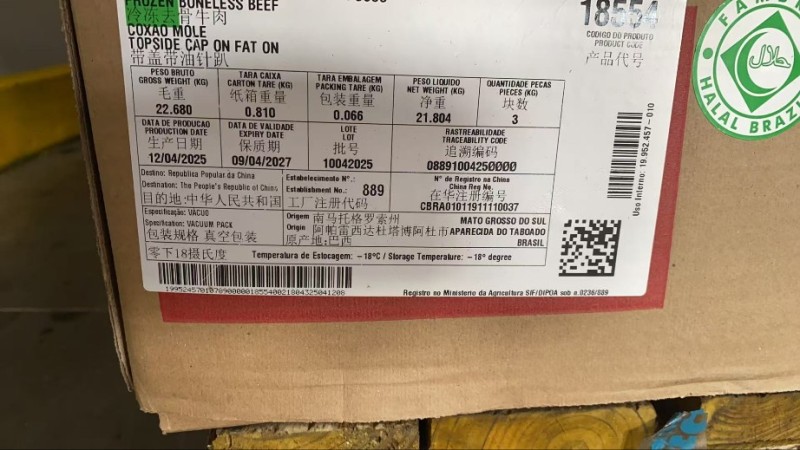 FROZEN BONELESS BEEF
冷冻去骨牛肉
COXAO MOLE
TOPSIDE CAP ON FAT ON
带盖带油针趴
18554
CODIGO DO PRODUTO
PRODUCT CODE
产品代号
PESO BRUTO
GROSS WEIGHT (KG)
毛重
22.680
TARA CAIXA
CARTON TARE (KG)
纸箱重量
0.810
TARA EMBALAGEM
PACKING TARE (KG)
包装重量
0.066
PESO LIQUIDO
NET WEIGHT (KG)
净重
21.804
QUANTIDADE PECAS
PIECES (KG)
块数
3
DATA DE PRODUCAO
PRODUCTION DATE
生产日期
12/04/2025
DATA DE VALIDADE
EXPIRY DATE
保质期
09/04/2027
LOTE
LOT
批号
10042025
RASTREABILIDADE
TRACEABILITY CODE
追溯编码
08891004250000
Destino: Republica Popular da China
Destination: The People's Republic of China
目的地:中华人民共和国
Estabelecimento Nº.:
Establishment No.: 889
工厂注册代码
Nº de Registro na China
China Reg No.
在华注册编号
CBRA01011911110037
Especificação: VACUO
Specification: VACUUM PACK
包装规格 真空包装
Origem 南马托格罗索州 MATO GROSSO DO SUL
Origin 阿帕雷西达杜塔博阿杜市 APARECIDA DO TABOADO
原产地:巴西 BRASIL
零下18摄氏度 Temperatura de Estocagem: -18°C / Storage Temperature: -18° degree
Registro no Ministerio da Agricultura SIF/DIPOA sob n.0236/889
Uso Interno: 19.952.457-010
FAMBRAS
حلال
HALAL BRAZIL